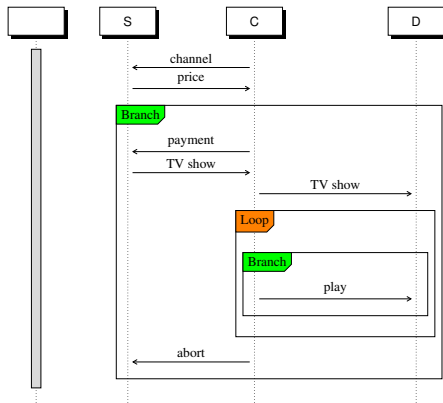 S C D
channel
price
Branch
payment
TV show
TV show
Loop
Branch
play
abort